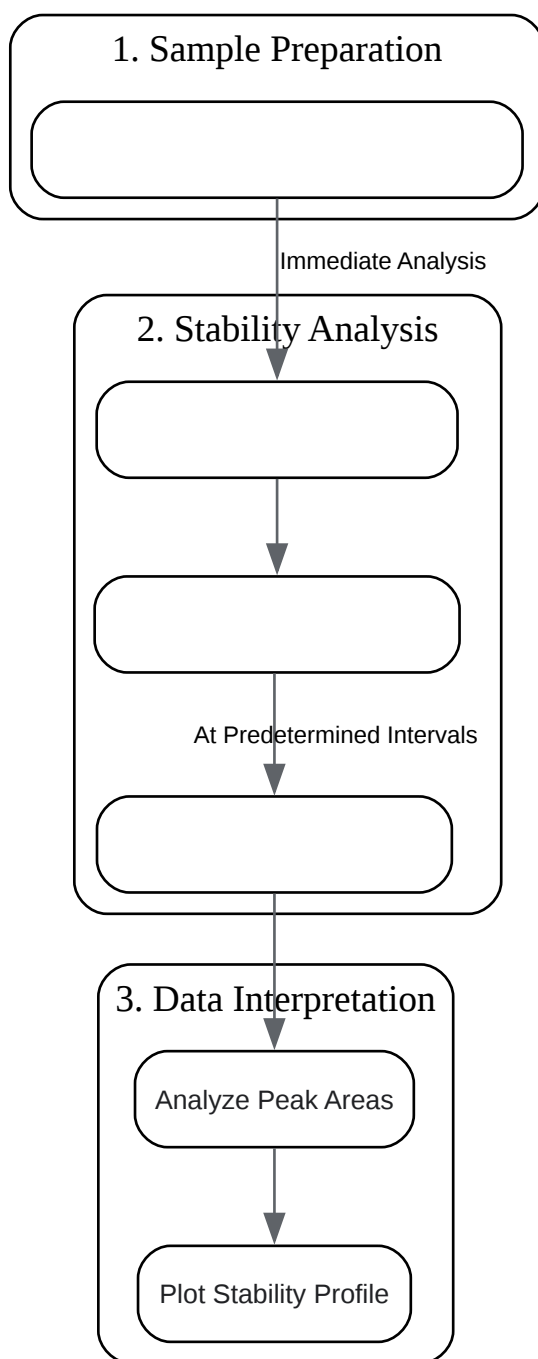 1. Sample Preparation
Immediate Analysis
2. Stability Analysis
At Predetermined Intervals
3. Data Interpretation
Analyze Peak Areas
Plot Stability Profile